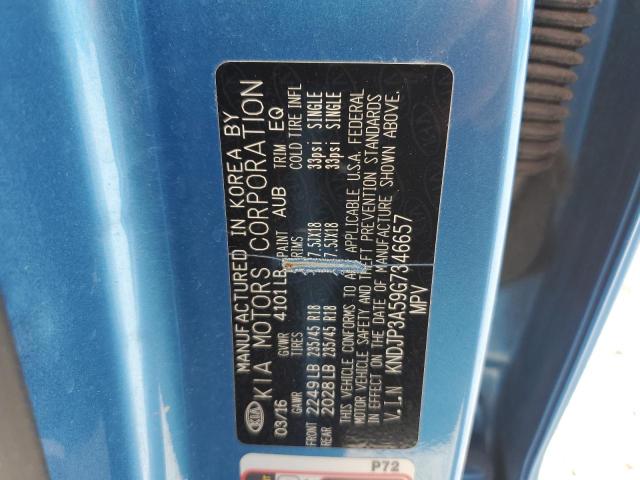 MANUFACTURED IN KOREA BY
KIA KIA MOTORS CORPORATION
03/16 GVWR 4101LB PAINT AUB TRIM EQ
GAWR TIRES RIMS COLD TIRE INFL
FRONT 2249LB 235/45 R18 7.5JX18 33psi SINGLE
REAR 2028LB 235/45 R18 7.5JX18 33psi SINGLE
THIS VEHICLE CONFORMS TO ALL APPLICABLE U.S.A. FEDERAL
MOTOR VEHICLE SAFETY AND THEFT PREVENTION STANDARDS
IN EFFECT ON THE DATE OF MANUFACTURE SHOWN ABOVE.
V.I.N KNDJP3A59G7346657
MPV
P72